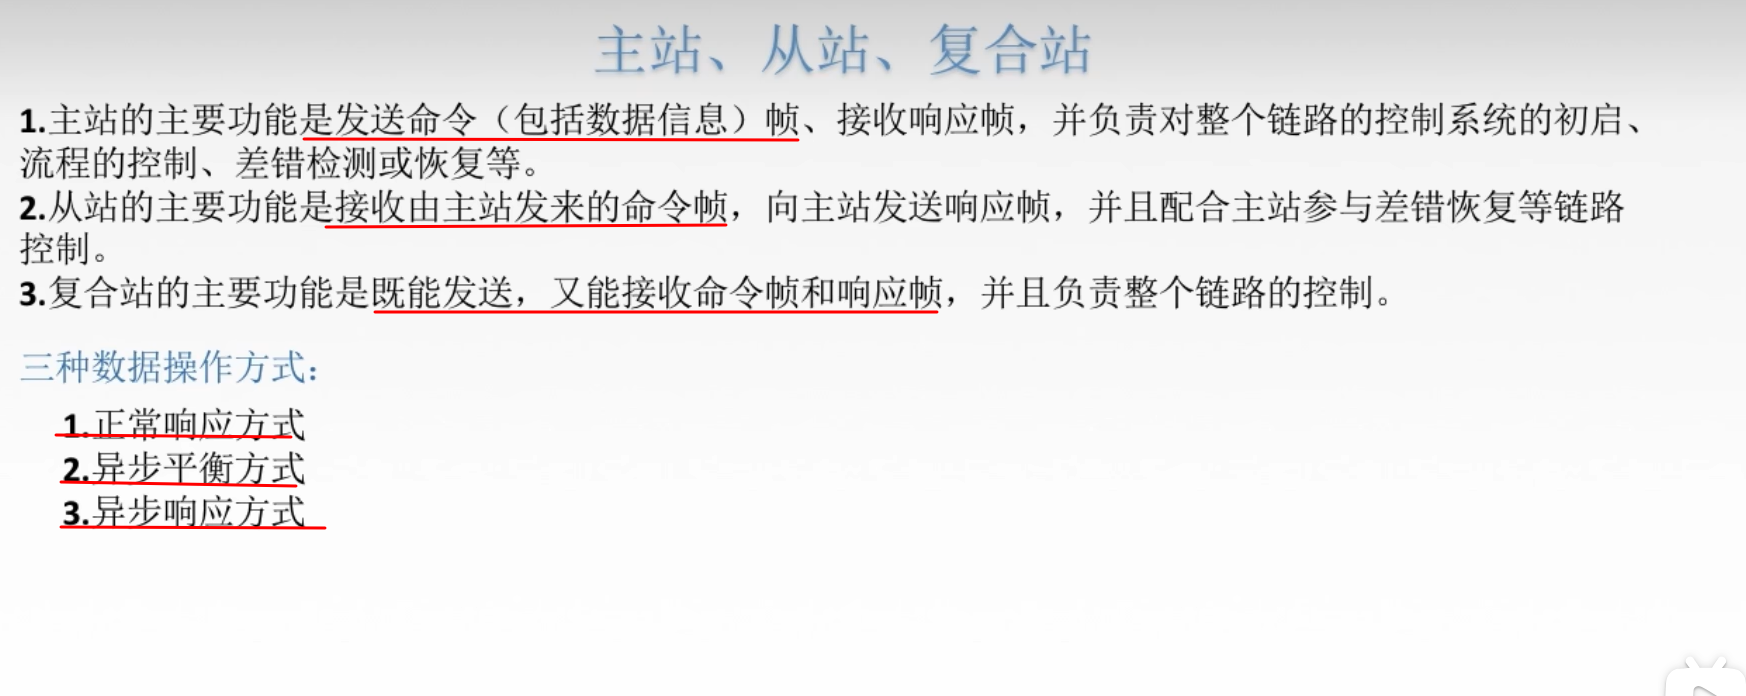 主站、从站、复合站
1.主站的主要功能是发送命令（包括数据信息）帧、接收响应帧，并负责对整个链路的控制系统的初启、
流程的控制、差错检测或恢复等。
2.从站的主要功能是接收由主站发来的命令帧，向主站发送响应帧，并且配合主站参与差错恢复等链路
控制。
3.复合站的主要功能是既能发送，又能接收命令帧和响应帧，并且负责整个链路的控制。
三种数据操作方式：
1.正常响应方式
2.异步平衡方式
3.异步响应方式